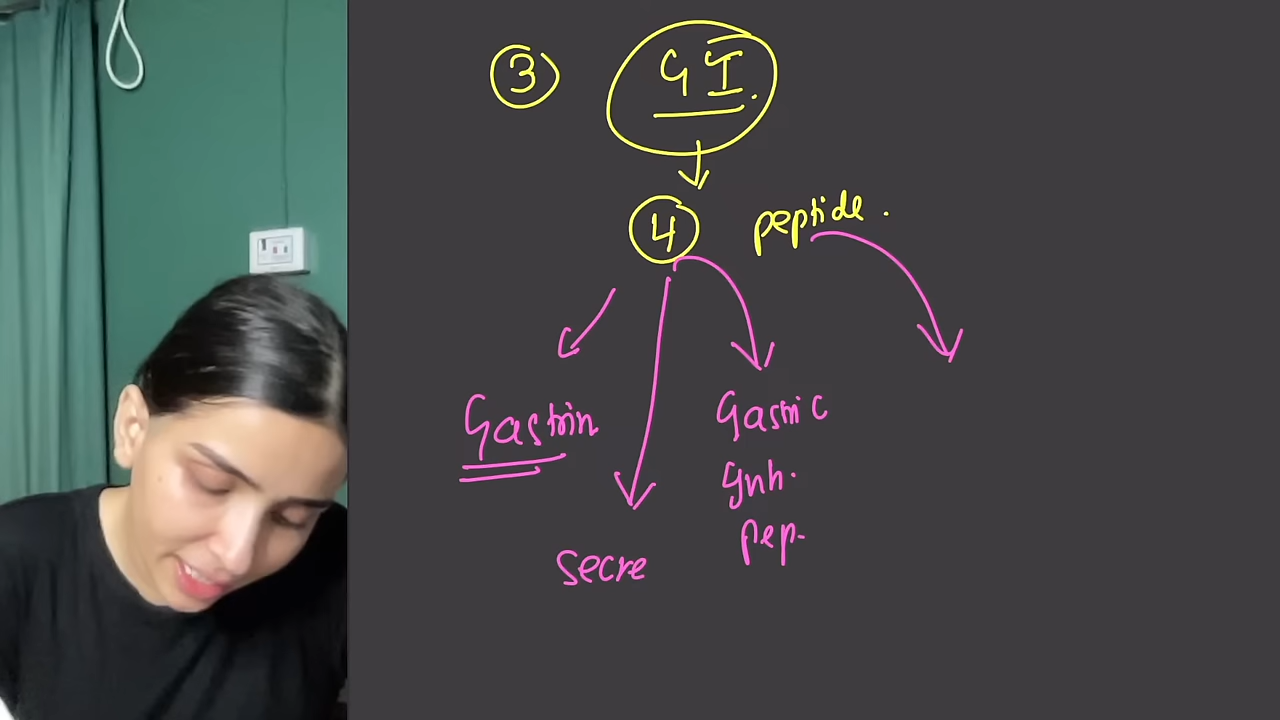 3 GI.
4 peptide.
Gastrin
Gastric
Inh.
pep.
secre